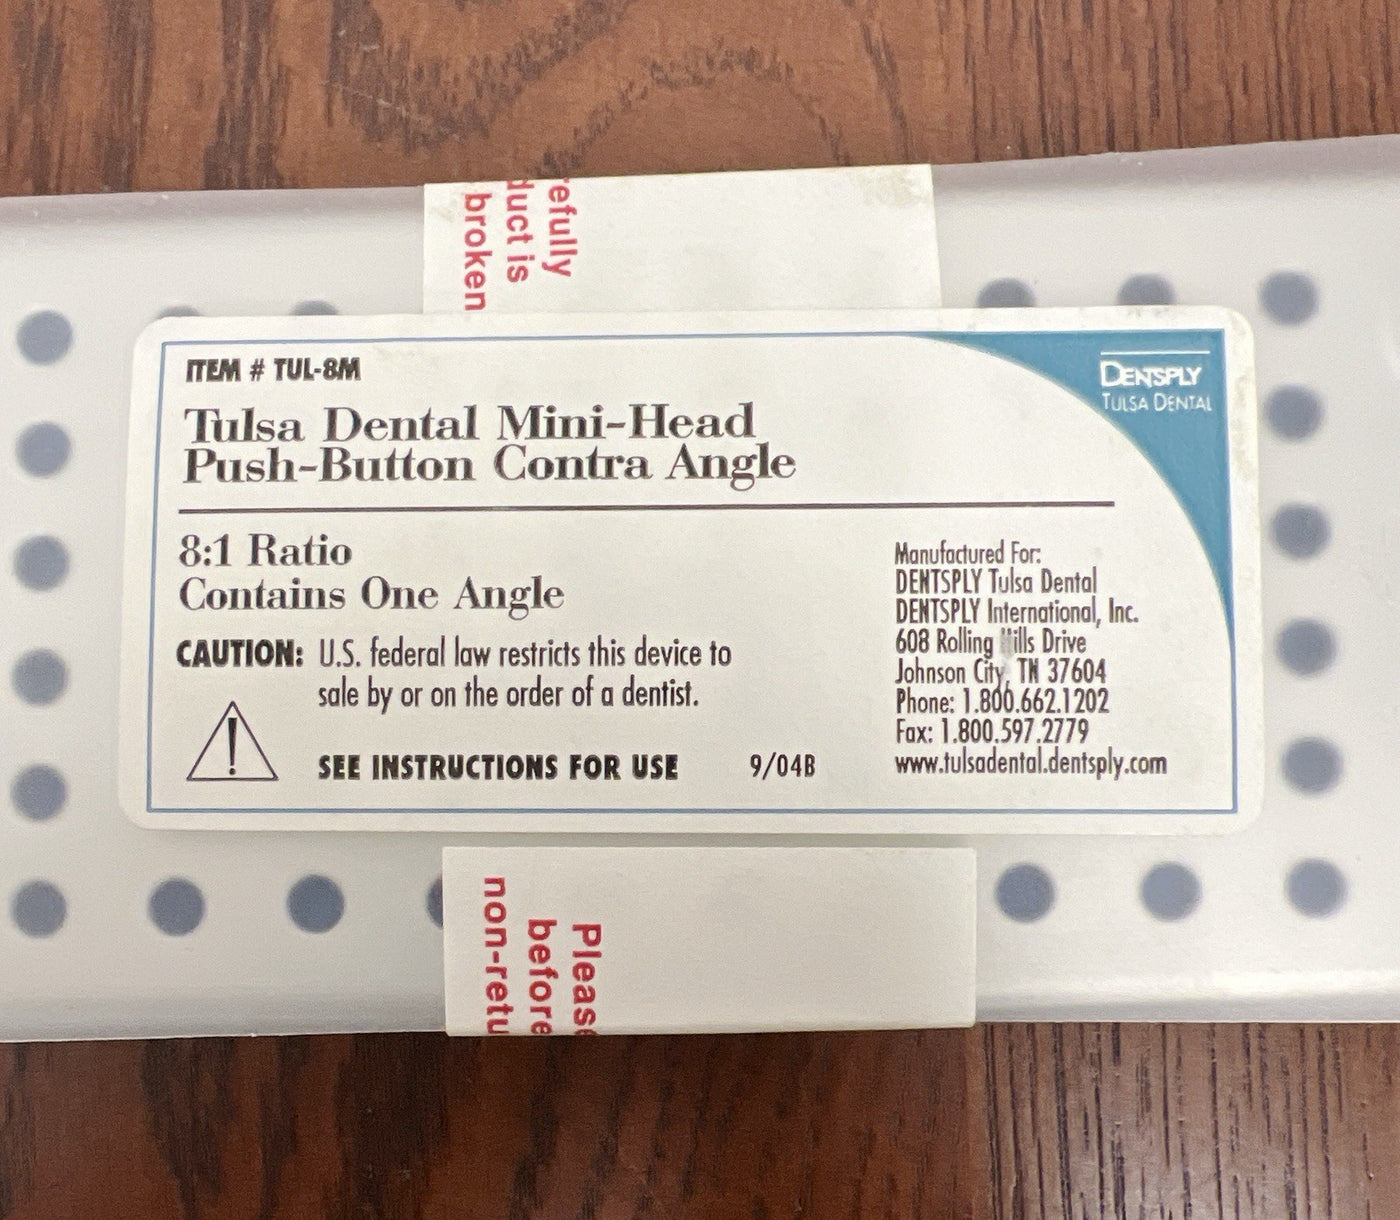 efully
duct is
broken
ITEM # TUL-8M
Tulsa Dental Mini-Head
Push-Button Contra Angle
DENTSPLY
TULSA DENTAL
8:1 Ratio
Contains One Angle
CAUTION: U.S. federal law restricts this device to
sale by or on the order of a dentist.
SEE INSTRUCTIONS FOR USE
9/04B
Manufactured For:
DENTSPLY Tulsa Dental
DENTSPLY International, Inc.
608 Rolling ills Drive
Johnson City, TN 37604
Phone: 1.800.662.1202
Fax: 1.800.597.2779
www.tulsadental.dentsply.com
Pleas
before
non-retu